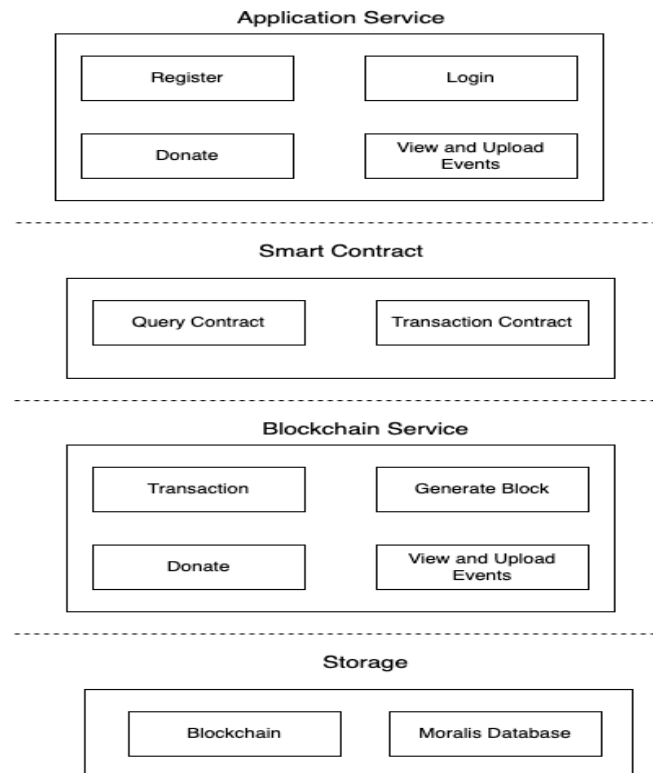 Application Service
Register
Login
Donate
View and Upload
Events
Smart Contract
Query Contract
Transaction Contract
Blockchain Service
Transaction
Generate Block
Donate
View and Upload
Events
Storage
Blockchain
Moralis Database